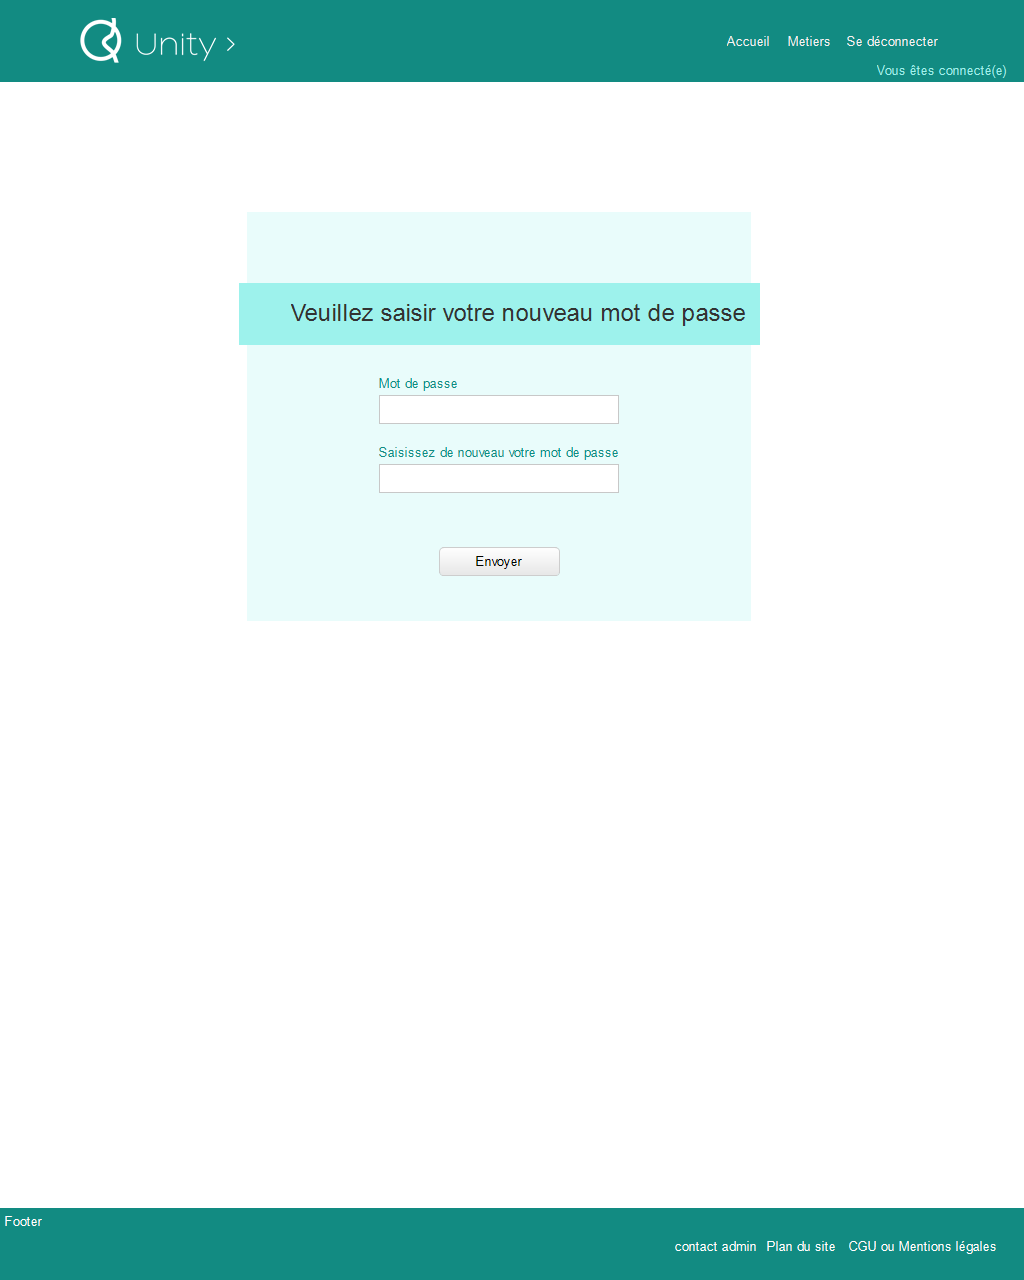 Unity >
Accueil Metiers Se déconnecter
Vous êtes connecté(e)
Veuillez saisir votre nouveau mot de passe
Mot de passe
Saisissez de nouveau votre mot de passe
Envoyer
Footer
contact admin Plan du site CGU ou Mentions légales